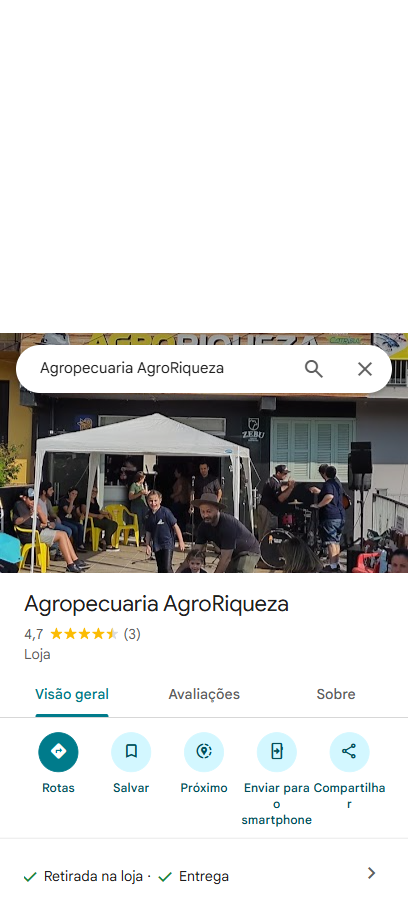 AGRORIQUEZA
Agropecuaria AgroRiqueza
ZEBU
Agropecuaria AgroRiqueza
4,7 (3)
Loja
Visão geral
Avaliações
Sobre
Rotas
Salvar
Próximo
Enviar para
o
smartphone
Compartilha
r
Retirada na loja · Entrega